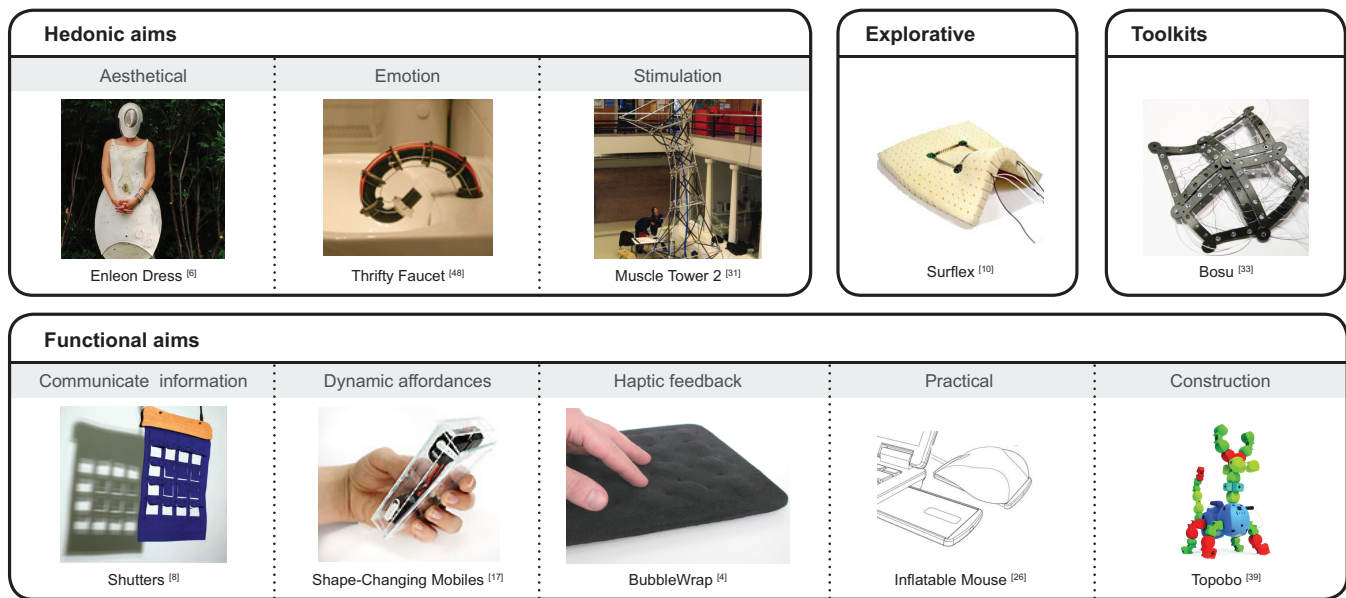 Hedonic aims
Aesthetical
Emotion
Stimulation
Enleon Dress [6]
Thrifty Faucet [48]
Muscle Tower 2 [31]
Explorative
Surflex [10]
Toolkits
Bosu [33]
Functional aims
Communicate information
Dynamic affordances
Haptic feedback
Practical
Construction
Shutters [8]
Shape-Changing Mobiles [17]
BubbleWrap [4]
Inflatable Mouse [26]
Topobo [39]